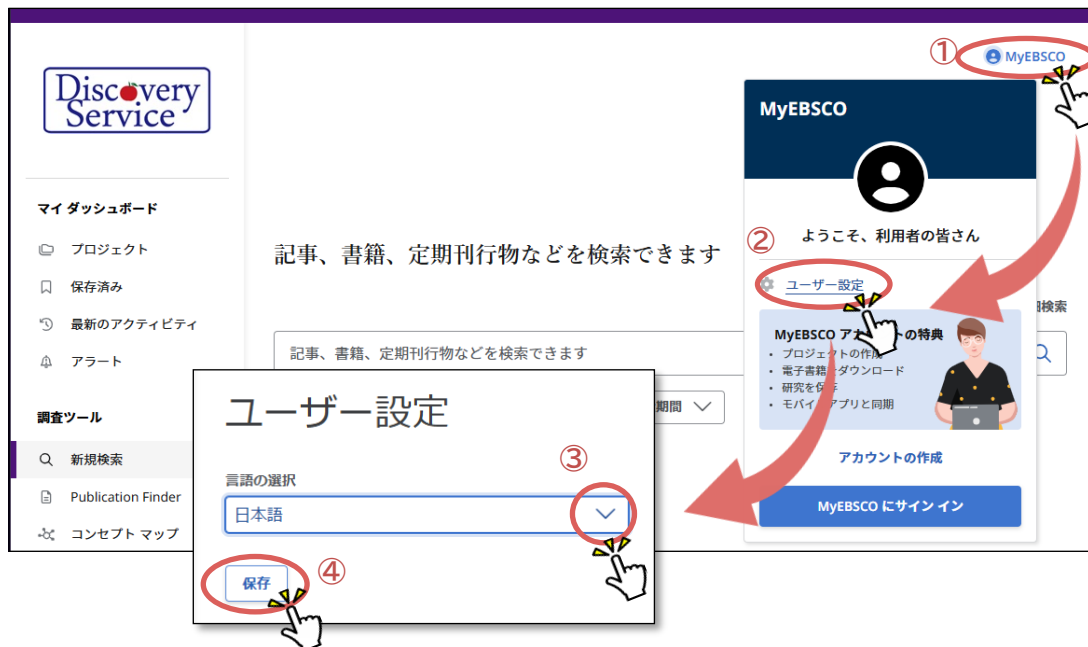 ① MyEBSCO
Discovery
Service
MyEBSCO
マイ ダッシュボード
プロジェクト
保存済み
最新のアクティビティ
アラート
調査ツール
新規検索
Publication Finder
コンセプト マップ
記事、書籍、定期刊行物などを検索できます
記事、書籍、定期刊行物などを検索できます
期間
検索
② ようこそ、利用者の皆さん
ユーザー設定
MyEBSCO アカ の特典
・ プロジェクトの作成
・ 電子書籍 ダウンロード
・ 研究を保存
・ モバイ アプリと同期
アカウントの作成
MyEBSCO にサイン イン
ユーザー設定
言語の選択
③
日本語
保存 ④